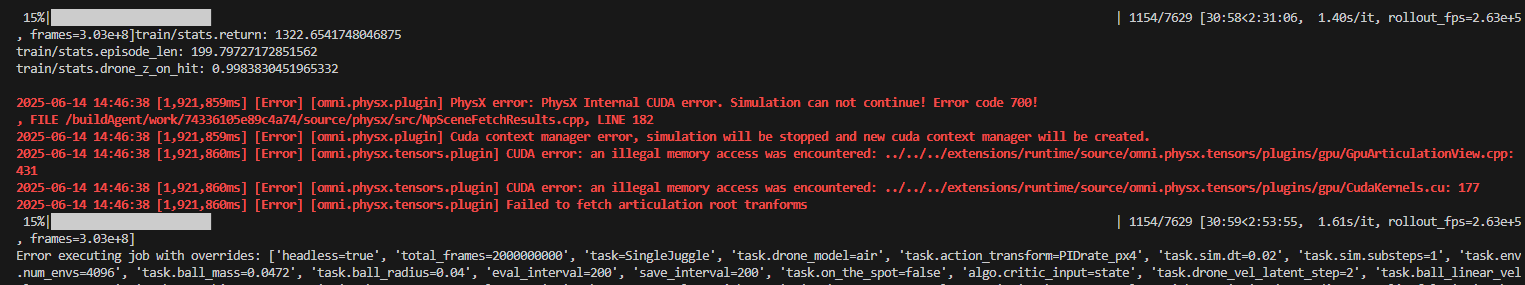 15%|
| 1154/7629 [30:58<2:31:06,  1.40s/it, rollout_fps=2.63e+5
, frames=3.03e+8]train/stats.return: 1322.6541748046875
train/stats.episode_len: 199.79727172851562
train/stats.drone_z_on_hit: 0.9983830451965332
2025-06-14 14:46:38 [1,921,859ms] [Error] [omni.physx.plugin] PhysX error: PhysX Internal CUDA error. Simulation can not continue! Error code 700!
, FILE /buildAgent/work/74336105e89c4a74/source/physx/src/NpSceneFetchResults.cpp, LINE 182
2025-06-14 14:46:38 [1,921,859ms] [Error] [omni.physx.plugin] Cuda context manager error, simulation will be stopped and new cuda context manager will be created.
2025-06-14 14:46:38 [1,921,860ms] [Error] [omni.physx.tensors.plugin] CUDA error: an illegal memory access was encountered: ../../../extensions/runtime/source/omni.physx.tensors/plugins/gpu/GpuArticulationView.cpp:
431
2025-06-14 14:46:38 [1,921,860ms] [Error] [omni.physx.tensors.plugin] CUDA error: an illegal memory access was encountered: ../../../extensions/runtime/source/omni.physx.tensors/plugins/gpu/CudaKernels.cu: 177
2025-06-14 14:46:38 [1,921,860ms] [Error] [omni.physx.tensors.plugin] Failed to fetch articulation root tranforms
15%|
| 1154/7629 [30:59<2:53:55,  1.61s/it, rollout_fps=2.63e+5
, frames=3.03e+8]
Error executing job with overrides: ['headless=true', 'total_frames=2000000000', 'task=SingleJuggle', 'task.drone_model=air', 'task.action_transform=PIDrate_px4', 'task.sim.dt=0.02', 'task.sim.substeps=1', 'task.env
.num_envs=4096', 'task.ball_mass=0.0472', 'task.ball_radius=0.04', 'eval_interval=200', 'save_interval=200', 'task.on_the_spot=false', 'algo.critic_input=state', 'task.drone_vel_latent_step=2', 'task.ball_linear_vel